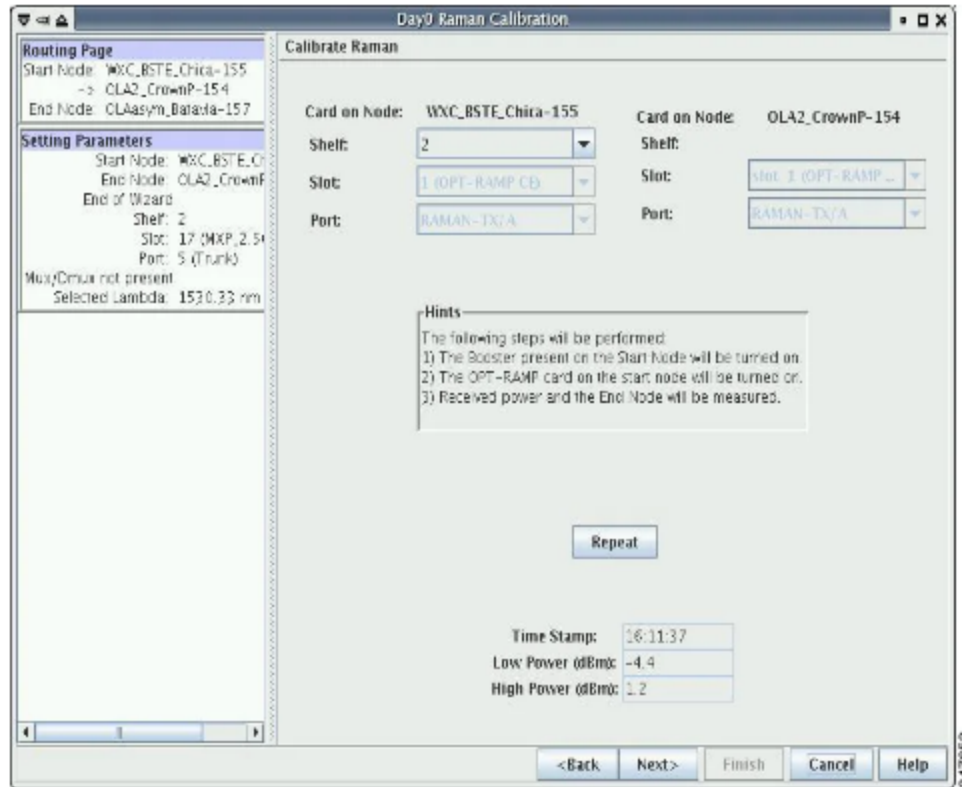 Day0 Raman Calibration
Routing Page
Start Node: WXC_BSTE_Chica-155
-> OLA2_CrownP-154
End Node: OLAasym_Batavia-157
Setting Parameters
Start Node: WXC_BSTE_C
End Node: OLA2_CrownP
End of Wizard
Shelf: 2
Slot: 17 (MXP_2.5
Port: 5 (Trunk)
Mux/Dmux not present
Selected Lambda: 1530.33 nm
Calibrate Raman
Card on Node: WXC_BSTE_Chira-155
Shelf: 2
Slot: 1 (OPT-RAMP CE)
Port: RAMAN-TX/A
Card on Node: OLA2_CrownP-154
Shelf:
Slot: slot 1 (OPT-RAMP ...
Port: RAMAN-TX/A
Hints
The following steps will be performed
1) The Booster present on the Start Node will be turned on.
2) The OPT-RAMP card on the start node will be turned on.
3) Received power and the End Node will be measured.
Repeat
Time Stamp: 16:11:37
Low Power (dBm): -4.4
High Power (dBm): 1.2
<Back Next> Finish Cancel Help